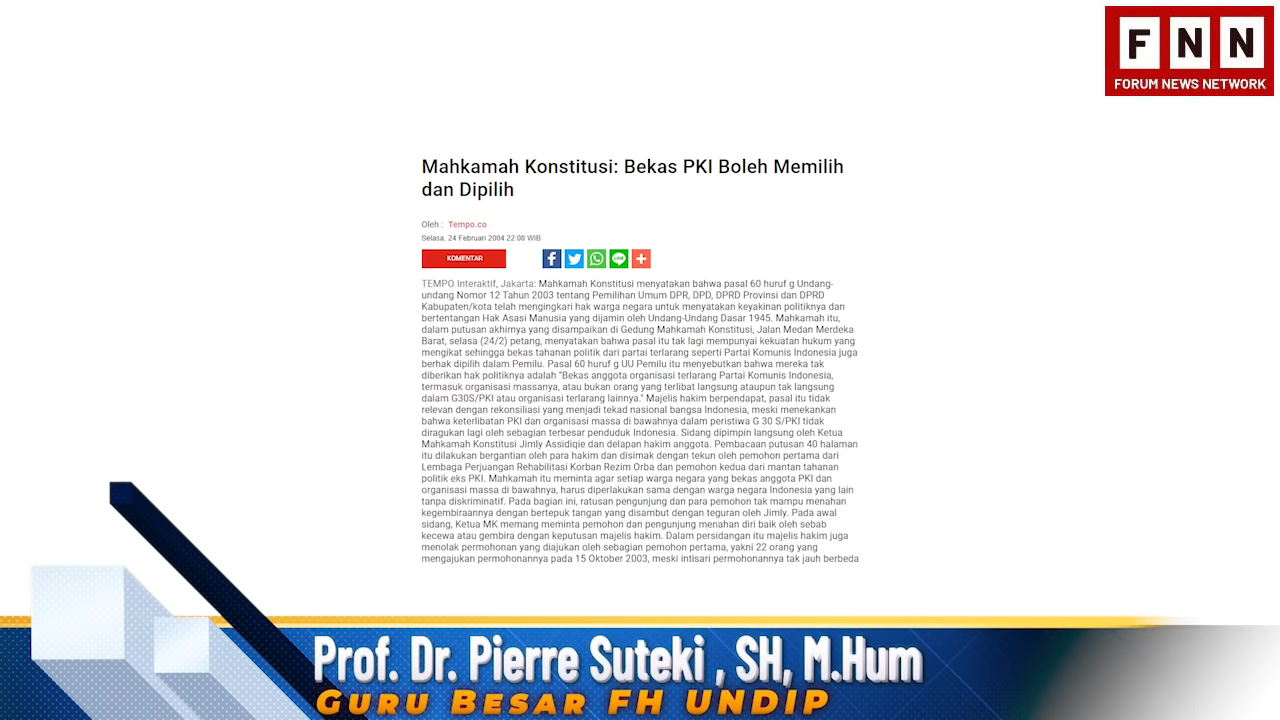 FNN
FORUM NEWS NETWORK
Mahkamah Konstitusi: Bekas PKI Boleh Memilih
dan Dipilih
Oleh : Tempo.co
Selasa, 24 Februari 2004 22:08 WIB
KOMENTAR
TEMPO Interaktif, Jakarta: Mahkamah Konstitusi menyatakan bahwa pasal 60 huruf g Undang-
undang Nomor 12 Tahun 2003 tentang Pemilihan Umum DPR, DPD, DPRD Provinsi dan DPRD
Kabupaten/kota telah mengingkari hak warga negara untuk menyatakan keyakinan politiknya dan
bertentangan Hak Asasi Manusia yang dijamin oleh Undang-Undang Dasar 1945. Mahkamah itu,
dalam putusan akhirnya yang disampaikan di Gedung Mahkamah Konstitusi, Jalan Medan Merdeka
Barat, selasa (24/2) petang, menyatakan bahwa pasal itu tak lagi mempunyai kekuatan hukum yang
mengikat sehingga bekas tahanan politik dari partai terlarang seperti Partai Komunis Indonesia juga
berhak dipilih dalam Pemilu. Pasal 60 huruf g UU Pemilu itu menyebutkan bahwa mereka tak
diberikan hak politiknya adalah "Bekas anggota organisasi terlarang Partai Komunis Indonesia,
termasuk organisasi massanya, atau bukan orang yang terlibat langsung ataupun tak langsung
dalam G30S/PKI atau organisasi terlarang lainnya." Majelis hakim berpendapat, pasal itu tidak
relevan dengan rekonsiliasi yang menjadi tekad nasional bangsa Indonesia, meski menekankan
bahwa keterlibatan PKI dan organisasi massa di bawahnya dalam peristiwa G 30 S/PKI tidak
diragukan lagi oleh sebagian terbesar penduduk Indonesia. Sidang dipimpin langsung oleh Ketua
Mahkamah Konstitusi Jimly Assidiqie dan delapan hakim anggota. Pembacaan putusan 40 halaman
itu dilakukan bergantian oleh para hakim dan disimak dengan tekun oleh pemohon pertama dari
Lembaga Perjuangan Rehabilitasi Korban Rezim Orba dan pemohon kedua dari mantan tahanan
politik eks PKI. Mahkamah itu meminta agar setiap warga negara yang bekas anggota PKI dan
organisasi massa di bawahnya, harus diperlakukan sama dengan warga negara Indonesia yang lain
tanpa diskriminatif. Pada bagian ini, ratusan pengunjung dan para pemohon tak mampu menahan
kegembiraannya dengan bertepuk tangan yang disambut dengan teguran oleh Jimly. Pada awal
sidang, Ketua MK memang meminta pemohon dan pengunjung menahan diri baik oleh sebab
kecewa atau gembira dengan keputusan majelis hakim. Dalam persidangan itu majelis hakim juga
menolak permohonan yang diajukan oleh sebagian pemohon pertama, yakni 22 orang yang
mengajukan permohonannya pada 15 Oktober 2003, meski intisari permohonannya tak jauh berbeda
Prof. Dr. Pierre Suteki , SH, M.Hum
GURU BESAR FH UNDIP